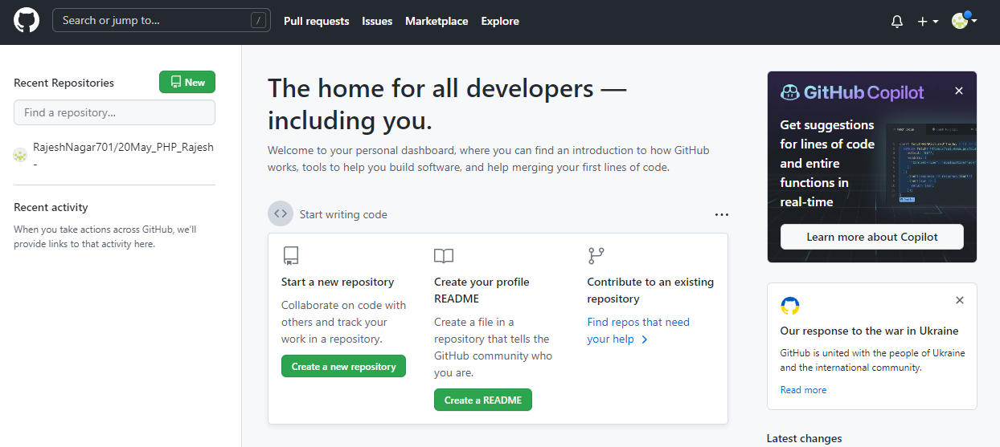 Search or jump to...
/
Pull requests
Issues
Marketplace
Explore
Recent Repositories
New
Find a repository...
RajeshNagar701/20May_PHP_Rajesh
-
Recent activity
When you take actions across GitHub, we'll
provide links to that activity here.
The home for all developers —
including you.
Welcome to your personal dashboard, where you can find an introduction to how GitHub
works, tools to help you build software, and help merging your first lines of code.
Start writing code
Start a new repository
Collaborate on code with
others and track your
work in a repository.
Create a new repository
Create your profile
README
Create a file in a
repository that tells the
GitHub community who
you are.
Create a README
Contribute to an existing
repository
Find repos that need
your help
GitHub Copilot
Get suggestions
for lines of code
and entire
functions in
real-time
Learn more about Copilot
Our response to the war in Ukraine
GitHub is united with the people of Ukraine
and the international community.
Read more
Latest changes